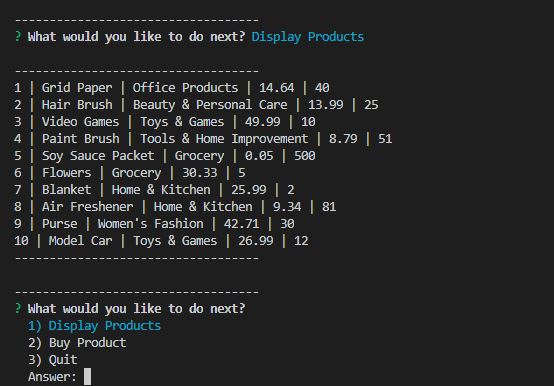 -----------------------------------
? What would you like to do next? Display Products
-----------------------------------
1 | Grid Paper | Office Products | 14.64 | 40
2 | Hair Brush | Beauty & Personal Care | 13.99 | 25
3 | Video Games | Toys & Games | 49.99 | 10
4 | Paint Brush | Tools & Home Improvement | 8.79 | 51
5 | Soy Sauce Packet | Grocery | 0.05 | 500
6 | Flowers | Grocery | 30.33 | 5
7 | Blanket | Home & Kitchen | 25.99 | 2
8 | Air Freshener | Home & Kitchen | 9.34 | 81
9 | Purse | Women's Fashion | 42.71 | 30
10 | Model Car | Toys & Games | 26.99 | 12
-----------------------------------
-----------------------------------
? What would you like to do next?
1) Display Products
2) Buy Product
3) Quit
Answer: